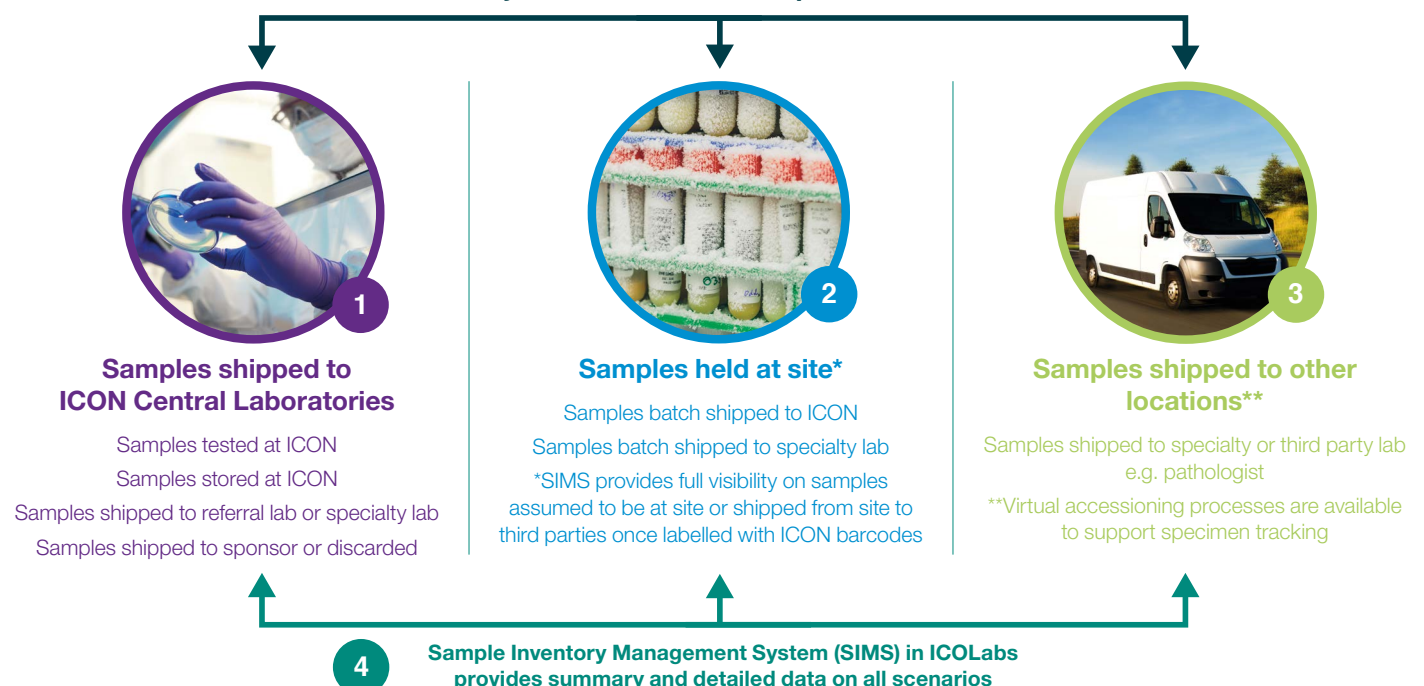 1
Samples shipped to
ICON Central Laboratories
Samples tested at ICON
Samples stored at ICON
Samples shipped to referral lab or specialty lab
Samples shipped to sponsor or discarded
2
Samples held at site*
Samples batch shipped to ICON
Samples batch shipped to specialty lab
*SIMS provides full visibility on samples
assumed to be at site or shipped from site to
third parties once labelled with ICON barcodes
3
Samples shipped to other
locations**
Samples shipped to specialty or third party lab
e.g. pathologist
**Virtual accessioning processes are available
to support specimen tracking
4
Sample Inventory Management System (SIMS) in ICOLabs
provides summary and detailed data on all scenarios